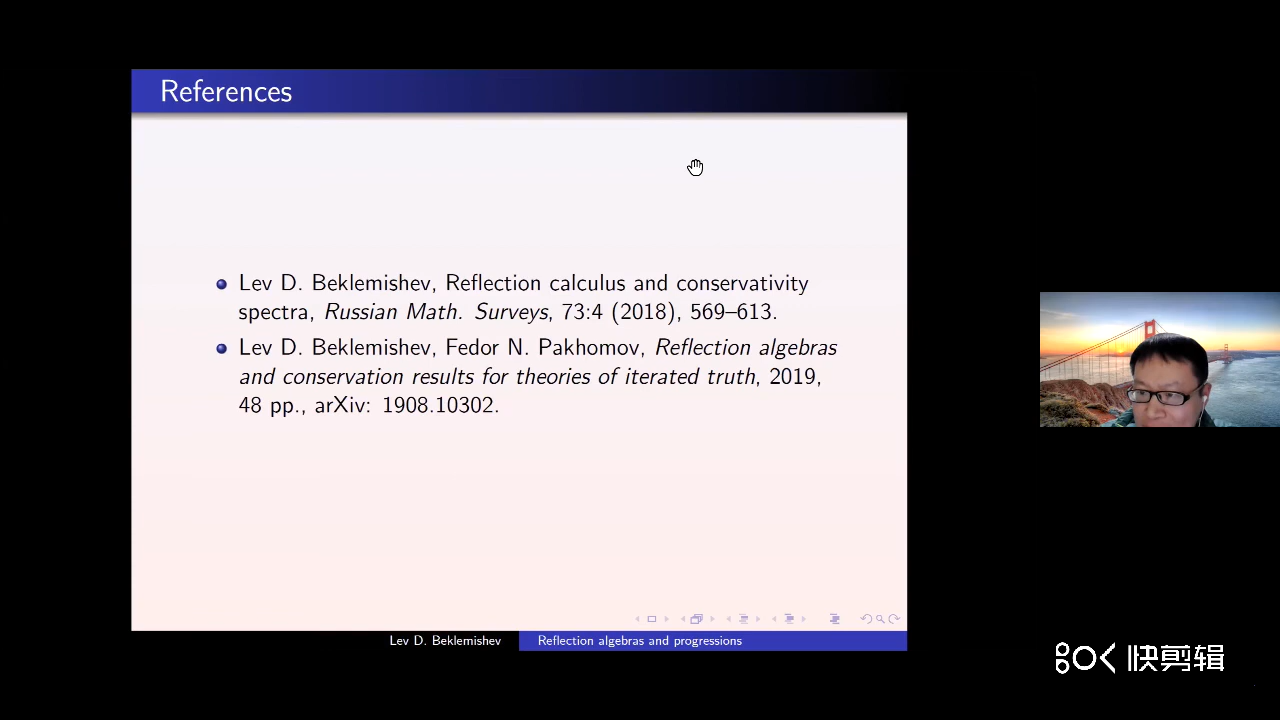 References
Lev D. Beklemishev, Reflection calculus and conservativity
spectra, Russian Math. Surveys, 73:4 (2018), 569–613.
Lev D. Beklemishev, Fedor N. Pakhomov, Reflection algebras
and conservation results for theories of iterated truth, 2019,
48 pp., arXiv: 1908.10302.
Lev D. Beklemishev
Reflection algebras and progressions
快剪辑